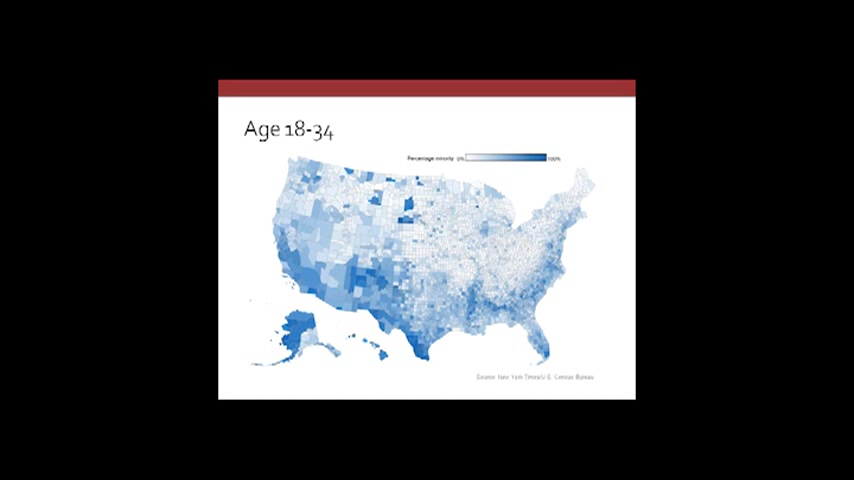 Age 18-34
Percentage minority 0% 100%
Source: New York Times/U.S. Census Bureau